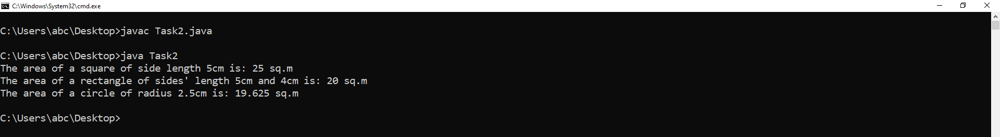 C:\Windows\System32\cmd.exe
C:\Users\abc\Desktop>javac Task2.java
C:\Users\abc\Desktop>java Task2
The area of a square of side length 5cm is: 25 sq.m
The area of a rectangle of sides' length 5cm and 4cm is: 20 sq.m
The area of a circle of radius 2.5cm is: 19.625 sq.m
C:\Users\abc\Desktop>